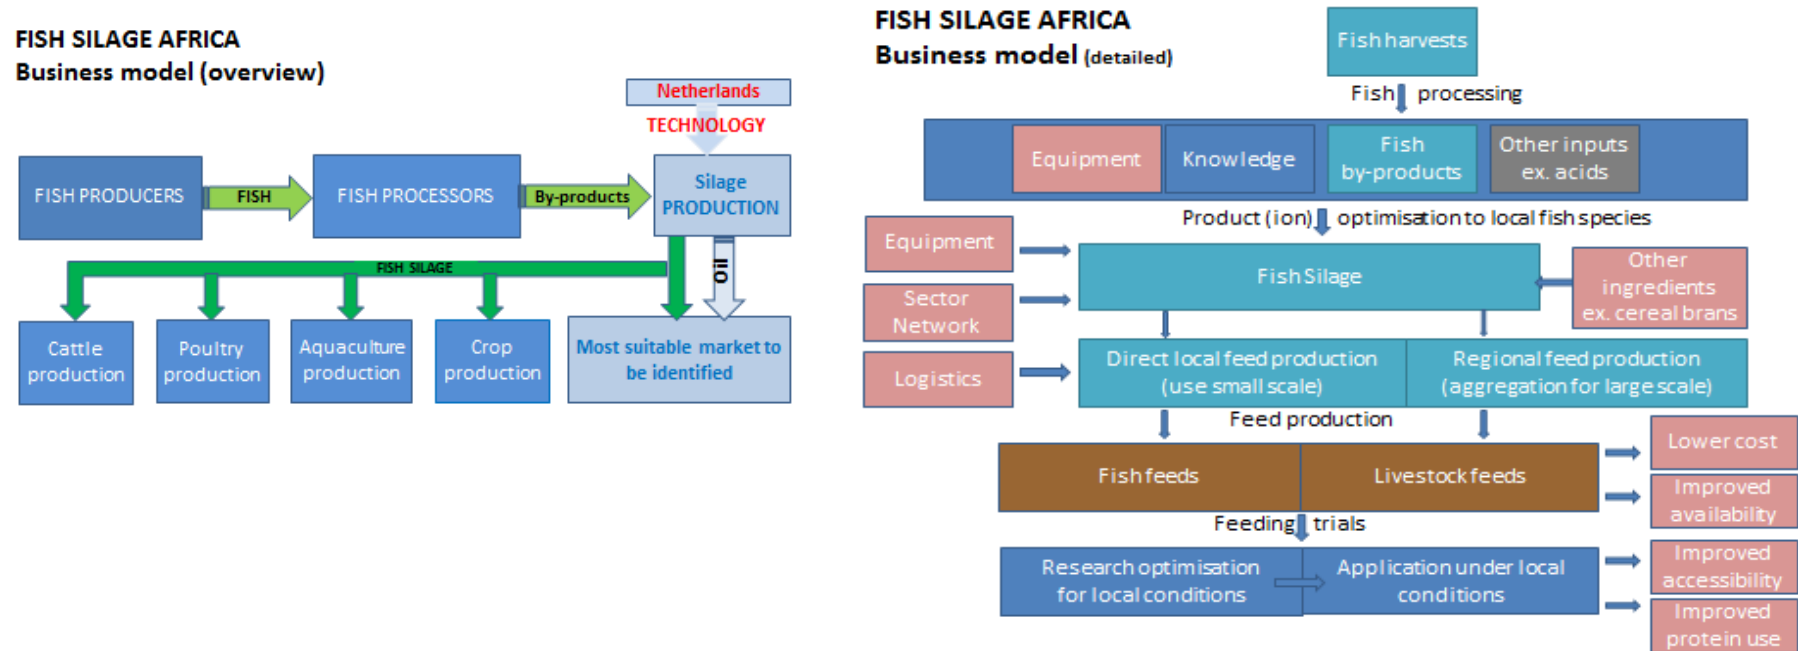 FISH SILAGE AFRICA
Business model (overview)
Netherlands
TECHNOLOGY
FISH PRODUCERS
FISH
FISH PROCESSORS
By-products
Silage
PRODUCTION
FISH SILAGE
Oil
Cattle
production
Poultry
production
Aquaculture
production
Crop
production
Most suitable market to
be identified
FISH SILAGE AFRICA
Business model (detailed)
Fish harvests
Fish processing
Equipment
Knowledge
Fish
by-products
Other inputs
ex. acids
Product (ion) optimisation to local fish species
Equipment
Sector
Network
Logistics
Fish Silage
Other
ingredients
ex. cereal brans
Direct local feed production
(use small scale)
Regional feed production
(aggregation for large scale)
Feed production
Fish feeds
Livestock feeds
Lower cost
Improved
availability
Feeding trials
Research optimisation
for local conditions
Application under local
conditions
Improved
accessibility
Improved
protein use